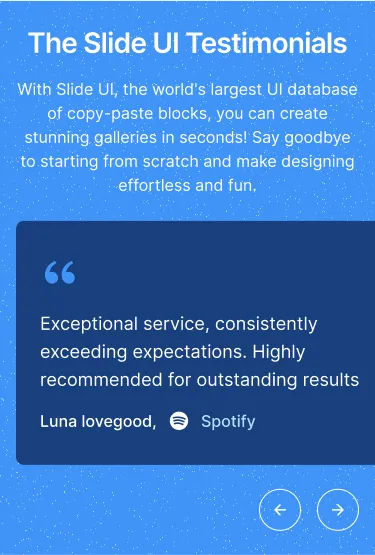 The Slide UI Testimonials
With Slide UI, the world's largest UI database
of copy-paste blocks, you can create
stunning galleries in seconds! Say goodbye
to starting from scratch and make designing
effortless and fun.
“
Exceptional service, consistently
exceeding expectations. Highly
recommended for outstanding results
Luna lovegood, Spotify